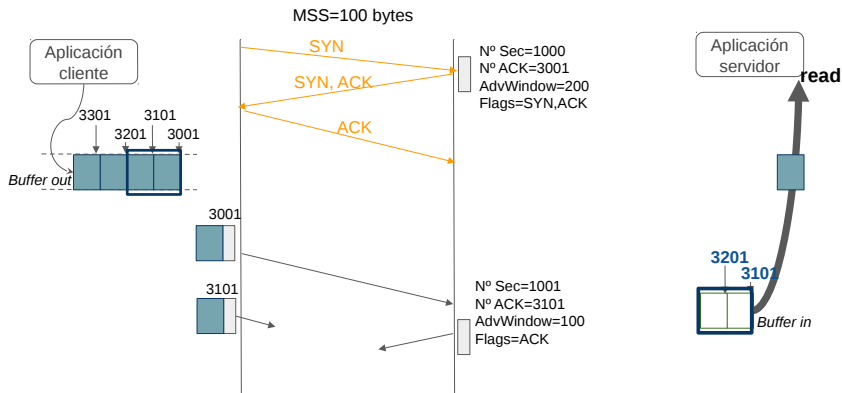 MSS=100 bytes
Aplicación
cliente
SYN
Nº Sec=1000
Nº ACK=3001
AdvWindow=200
Flags=SYN,ACK
Aplicación
servidor
read
SYN, ACK
ACK
3301
3101
3201
3001
Buffer out
3001
3101
Nº Sec=1001
Nº ACK=3101
AdvWindow=100
Flags=ACK
3201
3101
Buffer in